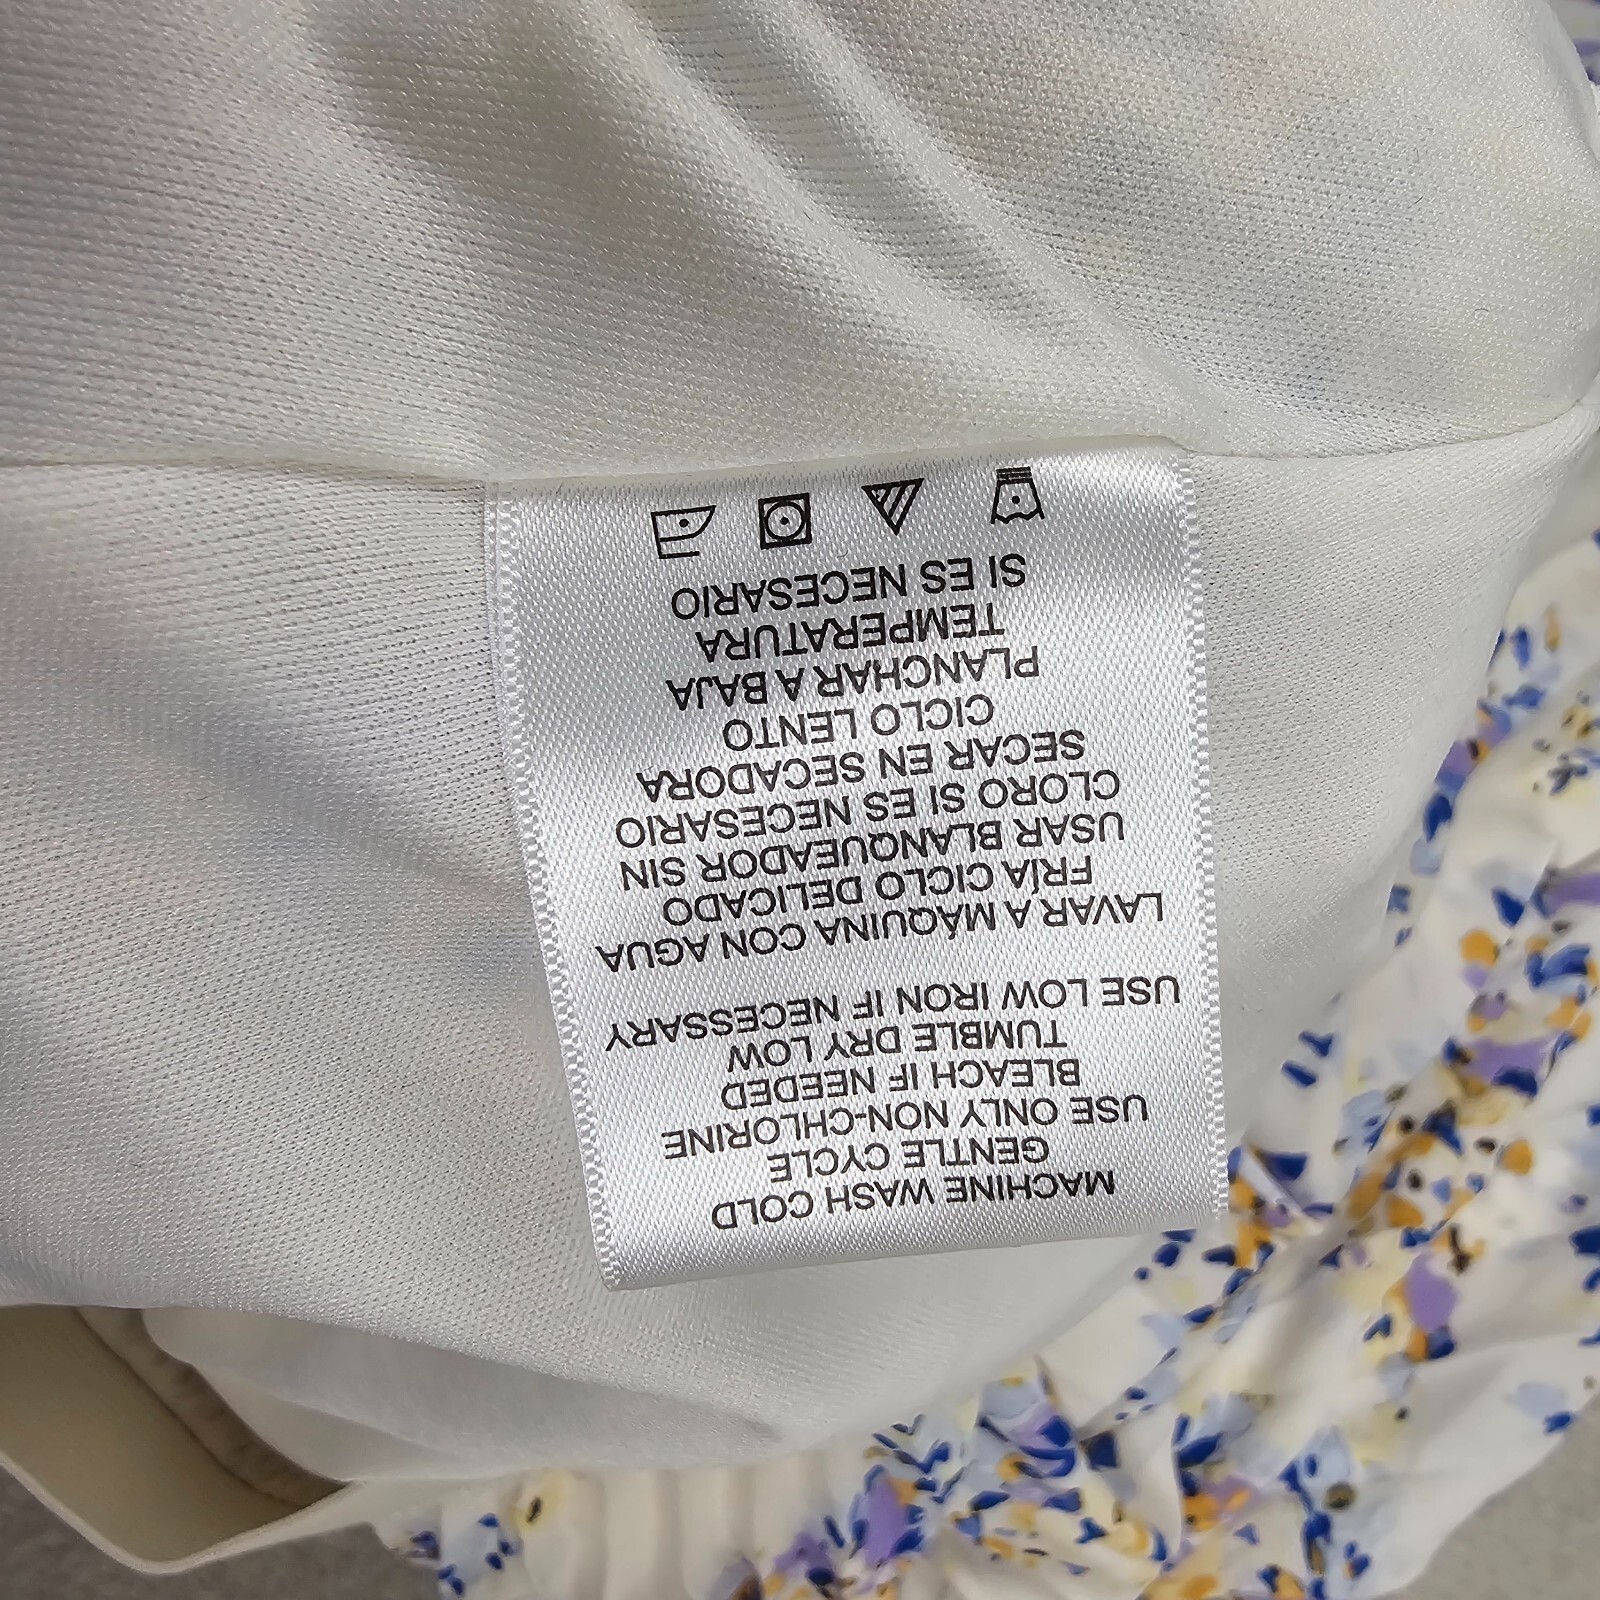 MACHINE WASH COLD
GENTLE CYCLE
USE ONLY NON-CHLORINE
BLEACH IF NEEDED
TUMBLE DRY LOW
USE LOW IRON IF NECESSARY
LAVAR A MÁQUINA CON AGUA
FRÍA CICLO DELICADO
USAR BLANQUEADOR SIN
CLORO SI ES NECESARIO
SECAR EN SECADORA
CICLO LENTO
PLANCHAR A BAJA
TEMPERATURA
SI ES NECESARIO